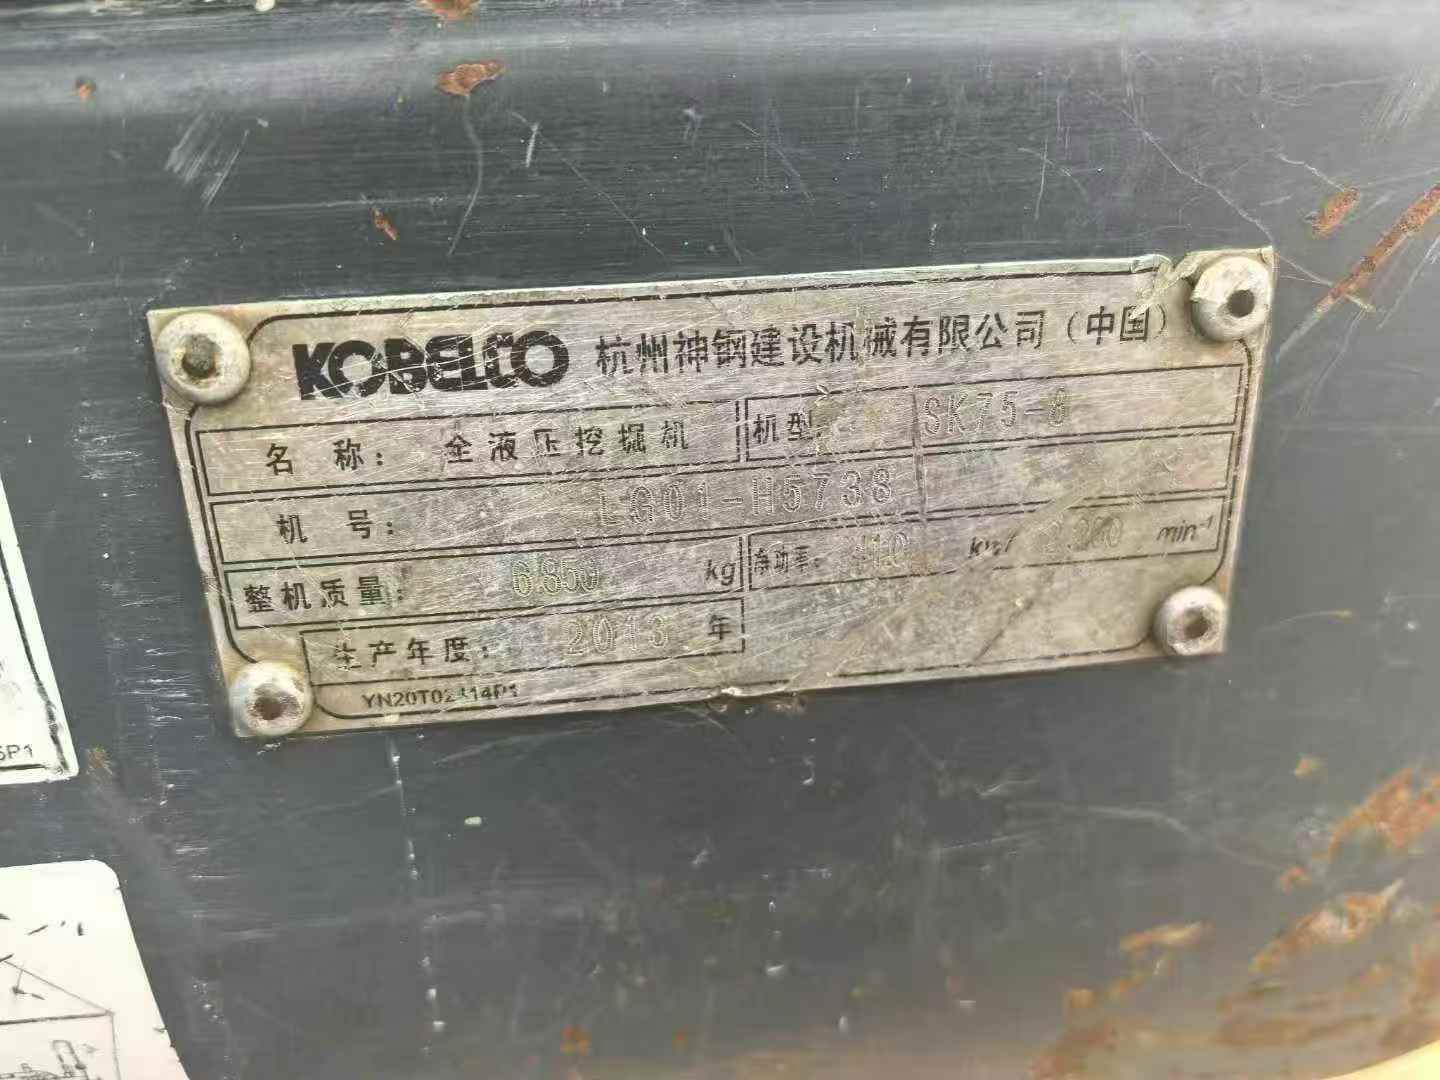 KOBELCO 杭州神钢建设机械有限公司（中国）
名 称： 全液压挖掘机 机型： SK75-8
机 号： LG01-H5738
整机质量： 6850 kg 净功率： kw/ min⁻¹
生产年度： 2013 年
5P1